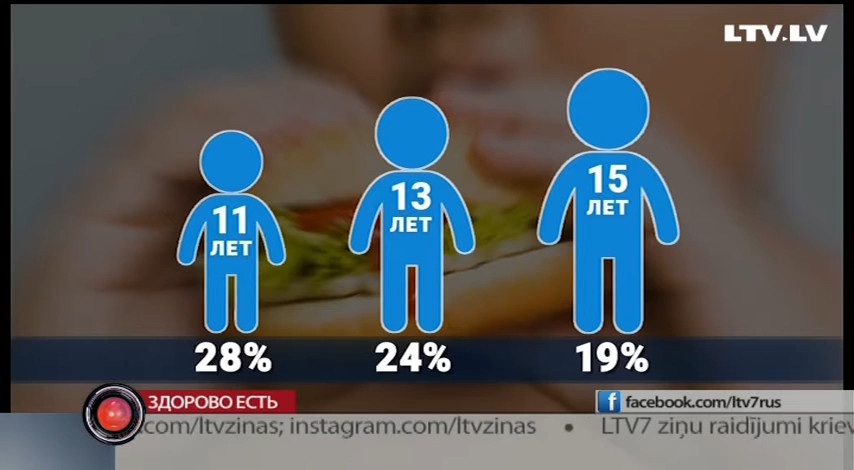 LTV.LV
11
ЛЕТ
13
ЛЕТ
15
ЛЕТ
28%
24%
19%
ЗДОРОВО ЕСТЬ
f facebook.com/ltv7rus
.com/ltvzinas; instagram.com/ltvzinas • LTV7 ziņu raidījumi